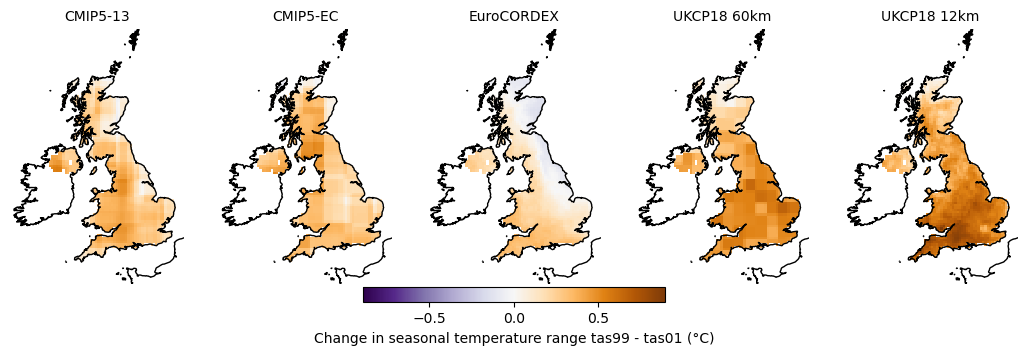 CMIP5-13 CMIP5-EC EuroCORDEX UKCP18 60km UKCP18 12km
−0.5 0.0 0.5
Change in seasonal temperature range tas99 - tas01 (°C)